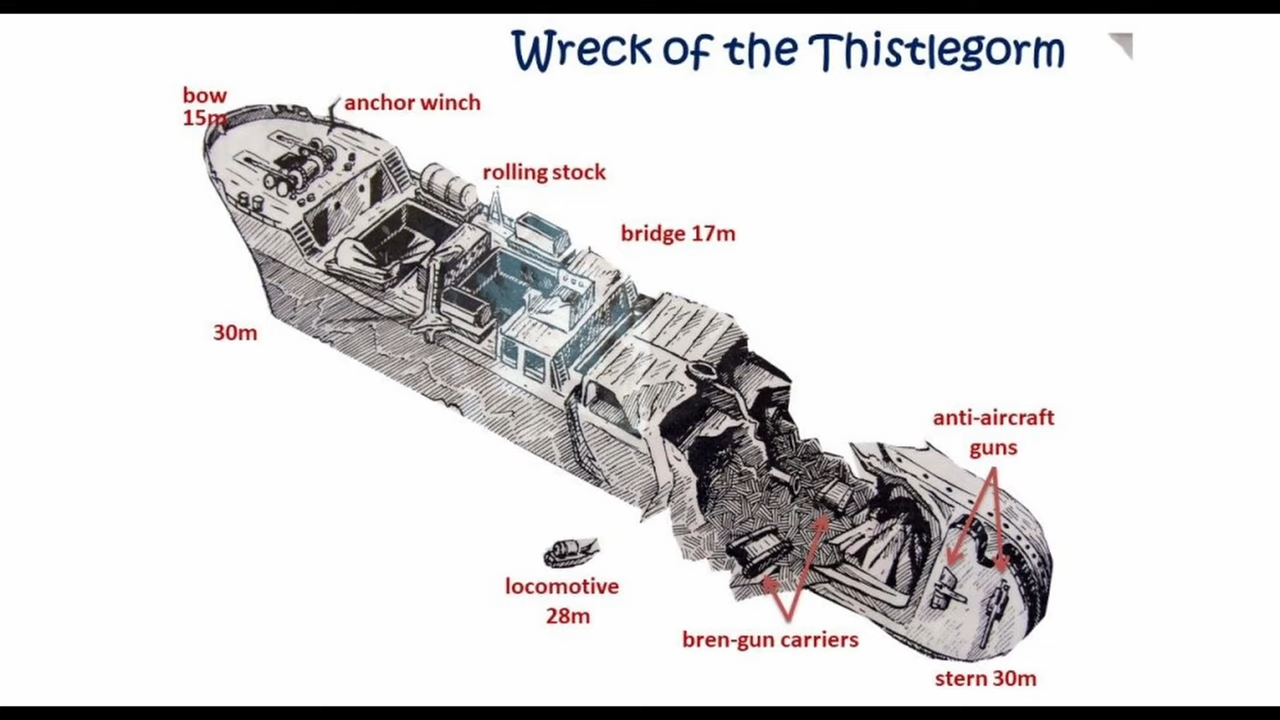 Wreck of the Thistlegorm
bow
15m
anchor winch
rolling stock
bridge 17m
30m
anti-aircraft
guns
locomotive
28m
bren-gun carriers
stern 30m